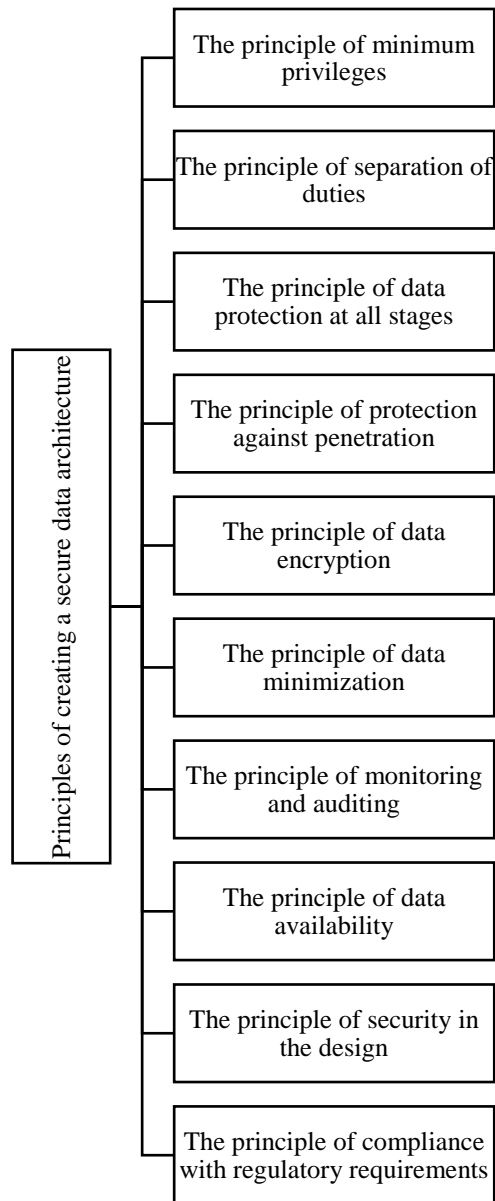 Principles of creating a secure data architecture
The principle of minimum
privileges
The principle of separation of
duties
The principle of data
protection at all stages
The principle of protection
against penetration
The principle of data
encryption
The principle of data
minimization
The principle of monitoring
and auditing
The principle of data
availability
The principle of security in
the design
The principle of compliance
with regulatory requirements